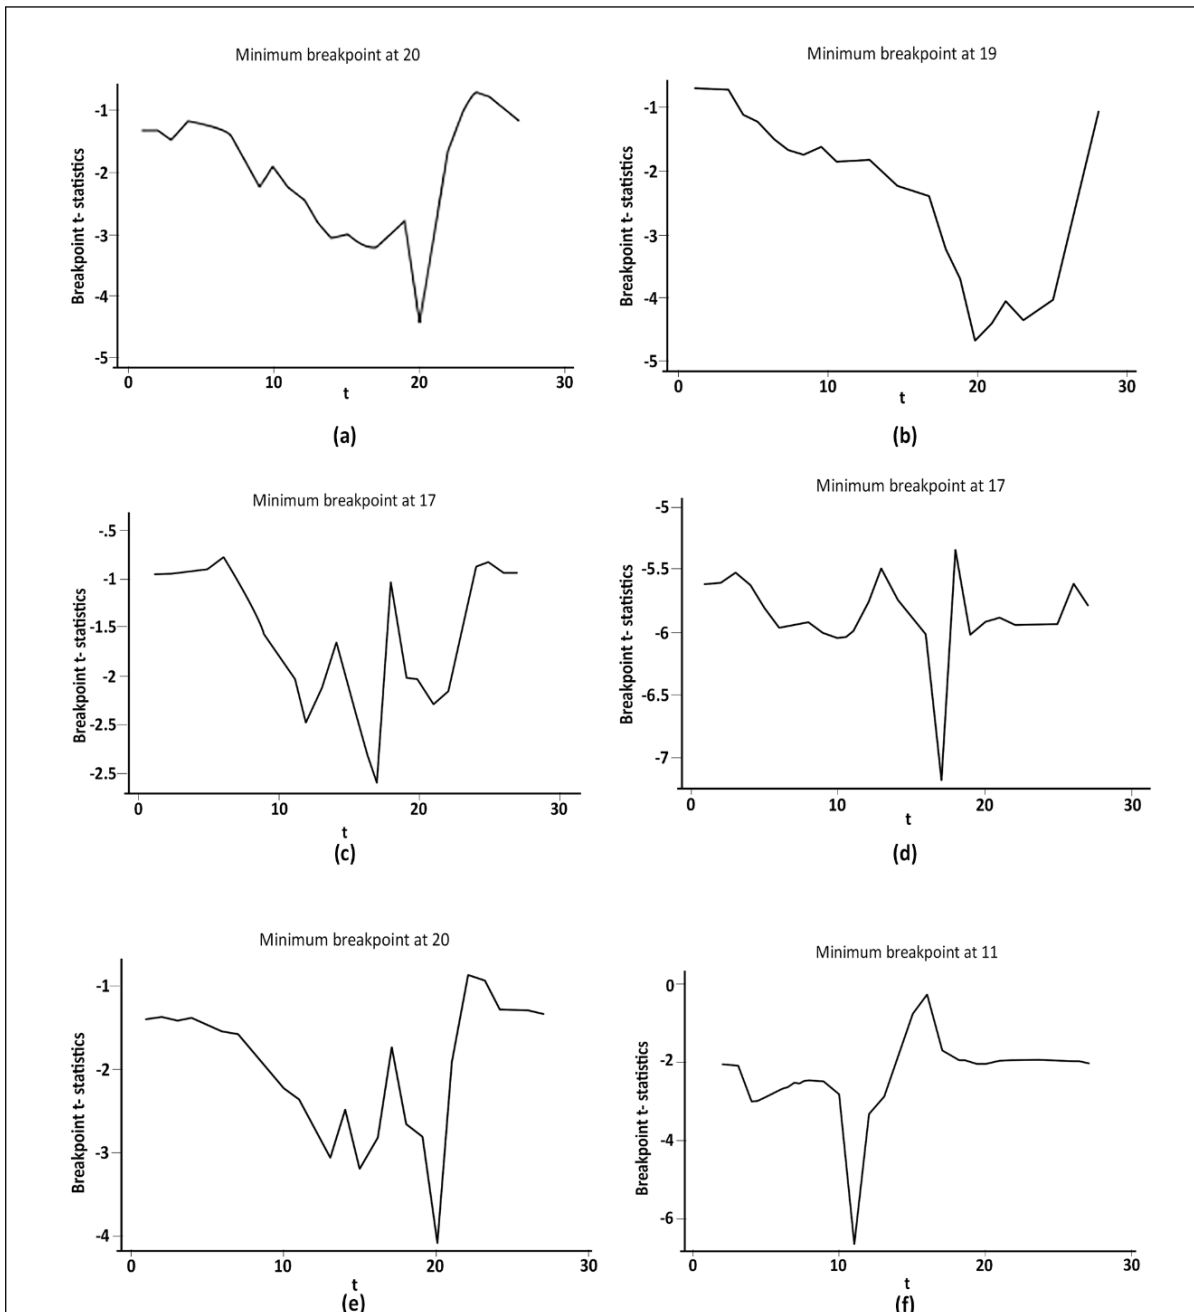 Minimum breakpoint at 20
Breakpoint t- statistics
-1
-2
-3
-4
-5
0 10 20 30
t
(a)
Minimum breakpoint at 19
Breakpoint t- statistics
-1
-2
-3
-4
-5
0 10 20 30
t
(b)
Minimum breakpoint at 17
Breakpoint t- statistics
-.5
-1
-1.5
-2
-2.5
-2.5
0 10 20 30
t
(c)
Minimum breakpoint at 17
Breakpoint t- statistics
-5
-5.5
-6
-6.5
-7
0 10 20 30
t
(d)
Minimum breakpoint at 20
Breakpoint t- statistics
-1
-2
-3
-4
0 10 20 30
t
(e)
Minimum breakpoint at 11
Breakpoint t- statistics
0
-2
-4
-6
0 10 20 30
t
(f)